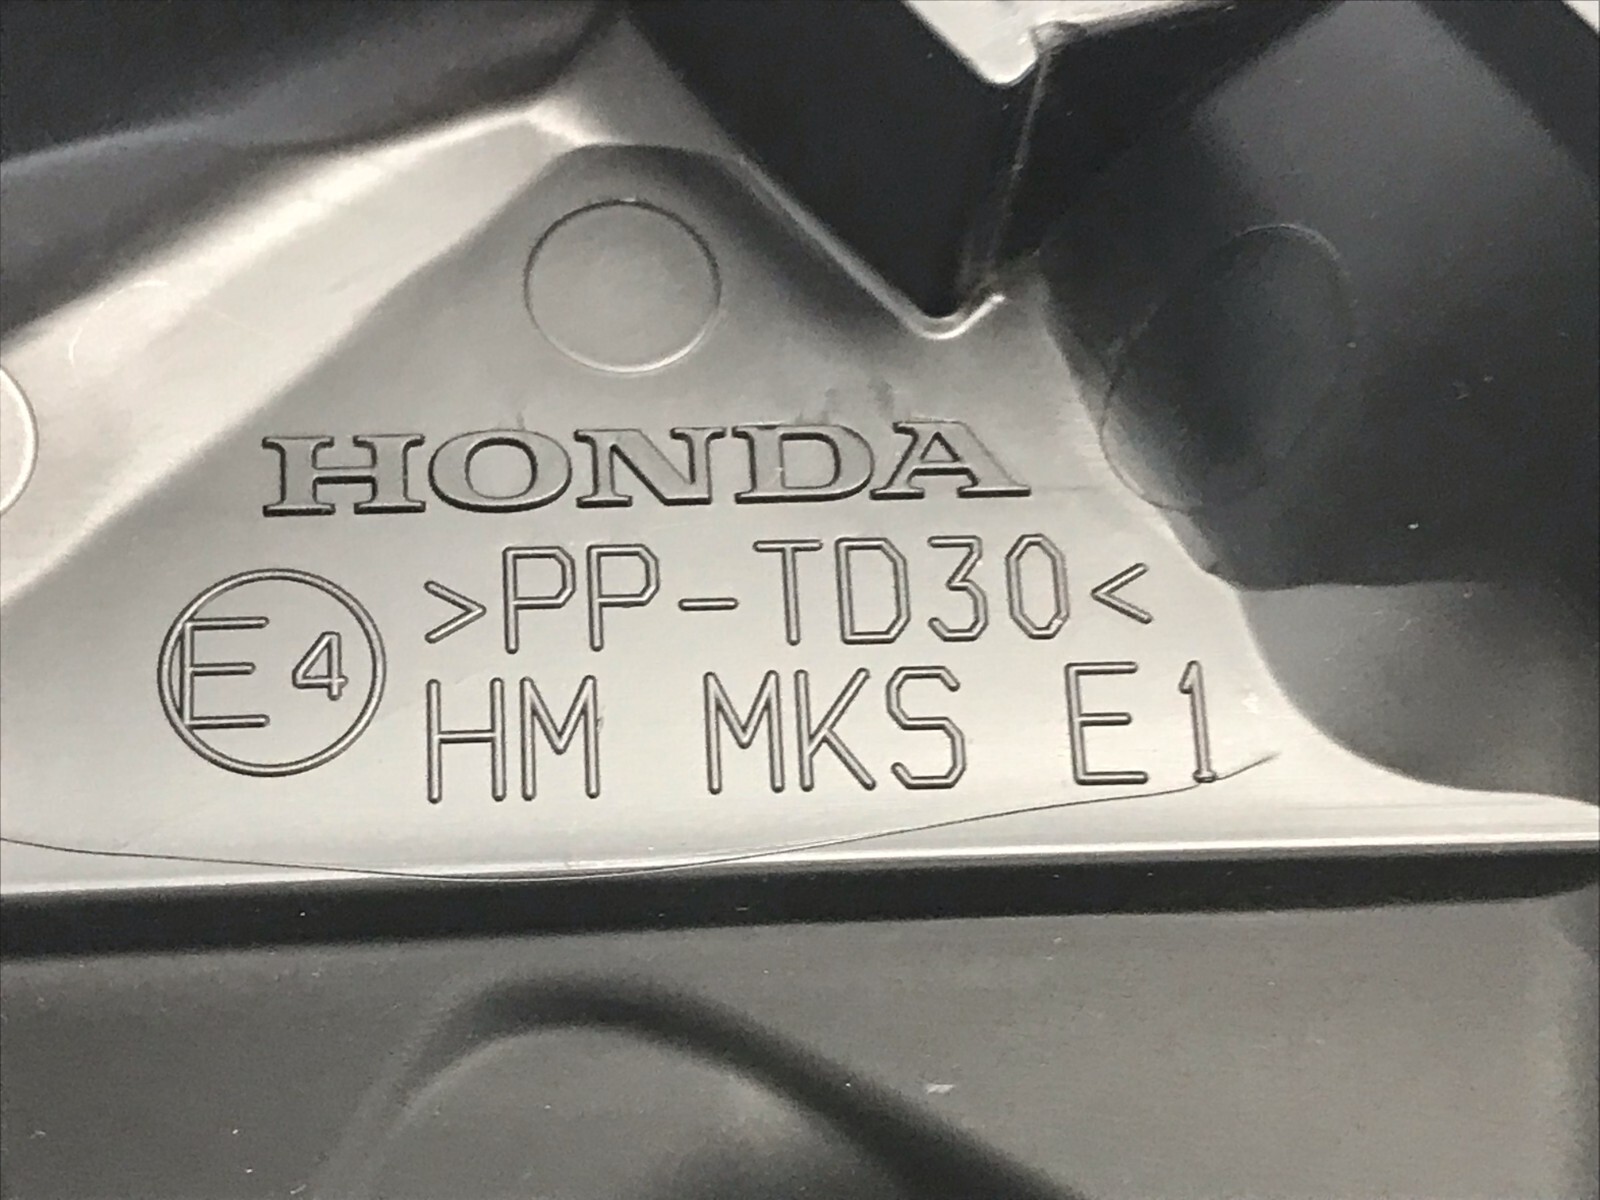 HONDA
>PP-TD30<
E4
HM MKS E1